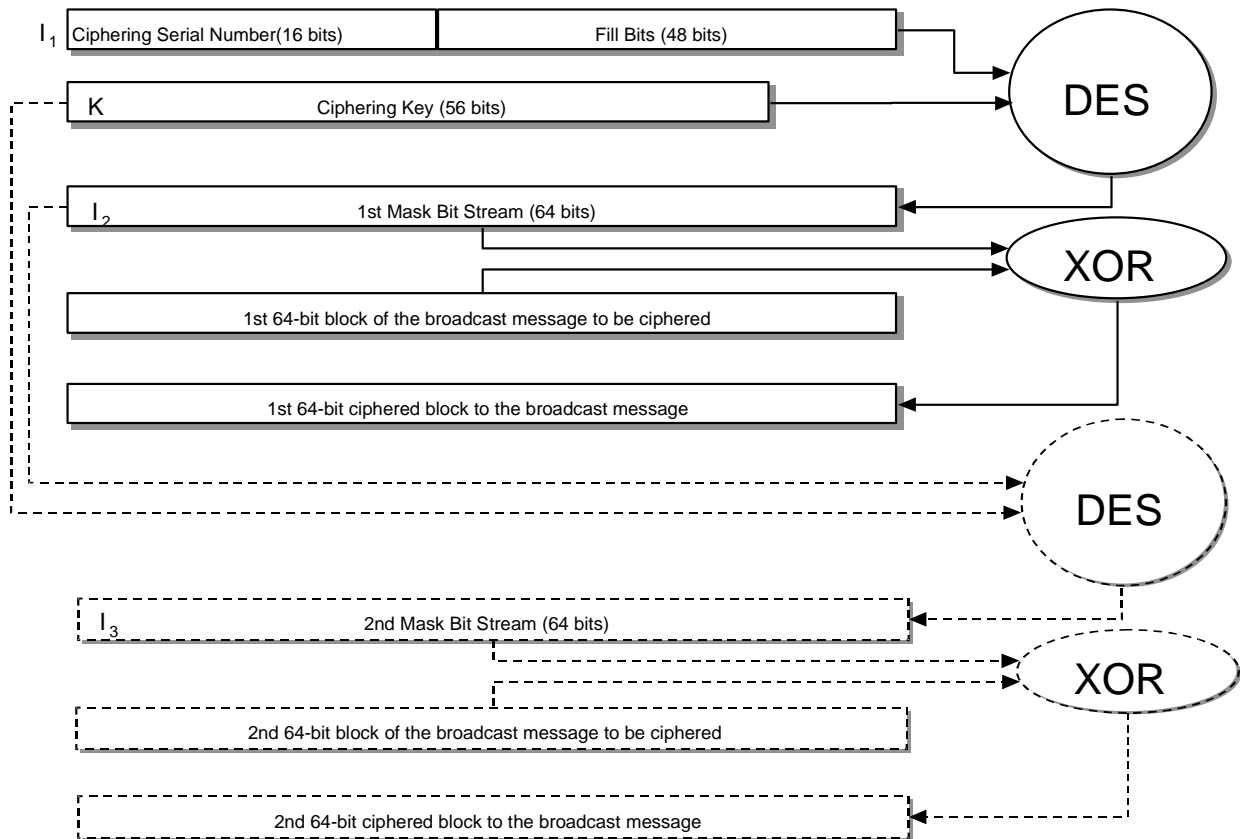 I1 Ciphering Serial Number(16 bits) Fill Bits (48 bits)
DES
K Ciphering Key (56 bits)
I2 1st Mask Bit Stream (64 bits)
XOR
1st 64-bit block of the broadcast message to be ciphered
1st 64-bit ciphered block to the broadcast message
DES
I3 2nd Mask Bit Stream (64 bits)
XOR
2nd 64-bit block of the broadcast message to be ciphered
2nd 64-bit ciphered block to the broadcast message